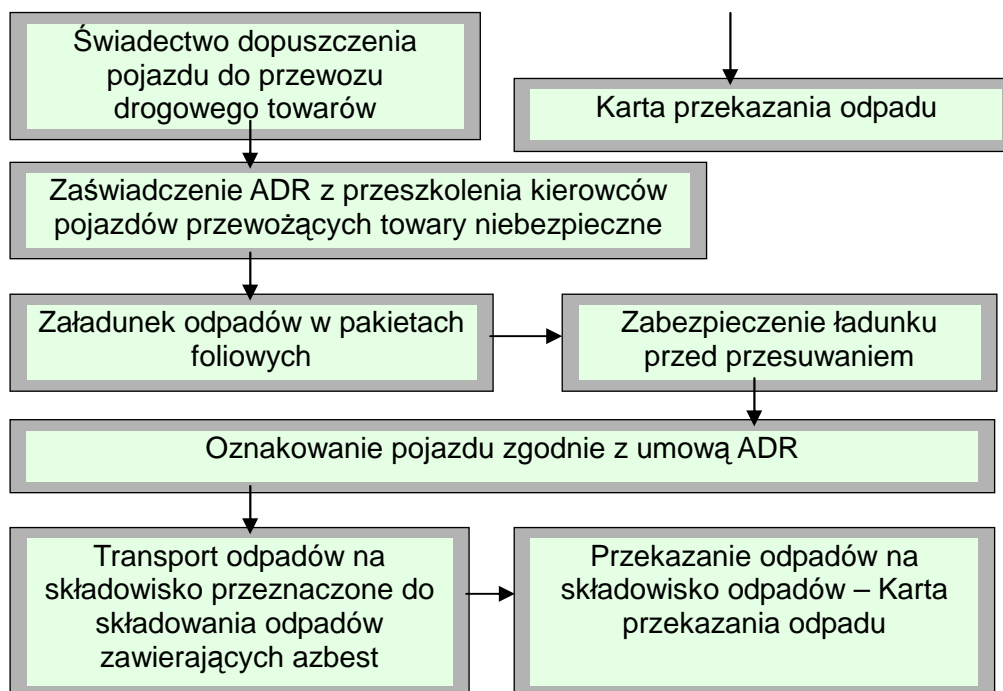 Świadectwo dopuszczenia
pojazdu do przewozu
drogowego towarów
Karta przekazania odpadu
Zaświadczenie ADR z przeszkolenia kierowców
pojazdów przewożących towary niebezpieczne
Załadunek odpadów w pakietach
foliowych
Zabezpieczenie ładunku
przed przesuwaniem
Oznakowanie pojazdu zgodnie z umową ADR
Transport odpadów na
składowisko przeznaczone do
składowania odpadów
zawierających azbest
Przekazanie odpadów na
składowisko odpadów – Karta
przekazania odpadu